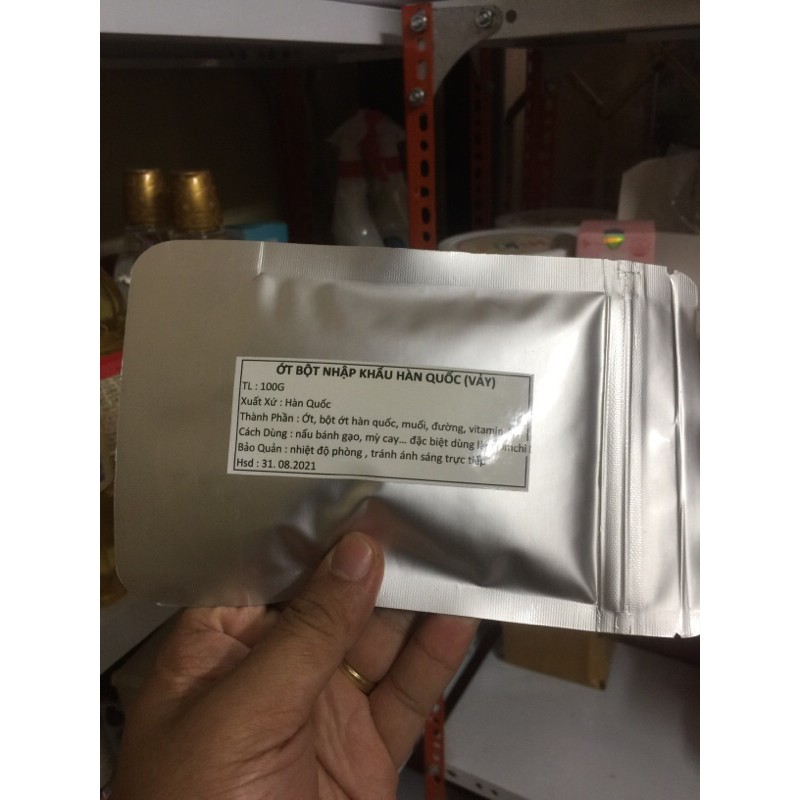 ỚT BỘT NHẬP KHẨU HÀN QUỐC (VẢY)
TL : 100G
Xuất Xứ : Hàn Quốc
Thành Phần : Ớt, bột ớt hàn quốc, muối, đường, vitamin
Cách Dùng : nấu bánh gạo, mỳ cay... đặc biệt dùng
Bảo Quản : nhiệt độ phòng , tránh ánh sáng trực tiếp
Hsd : 31. 08.2021